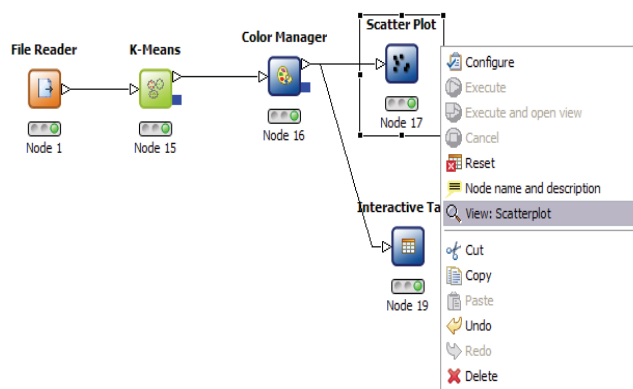 File Reader
Node 1
K-Means
Node 15
Color Manager
Node 16
Scatter Plot
Node 17
Interactive Ta
Node 19
Configure
Execute
Execute and open view
Cancel
Reset
Node name and description
View: Scatterplot
Cut
Copy
Paste
Undo
Redo
Delete